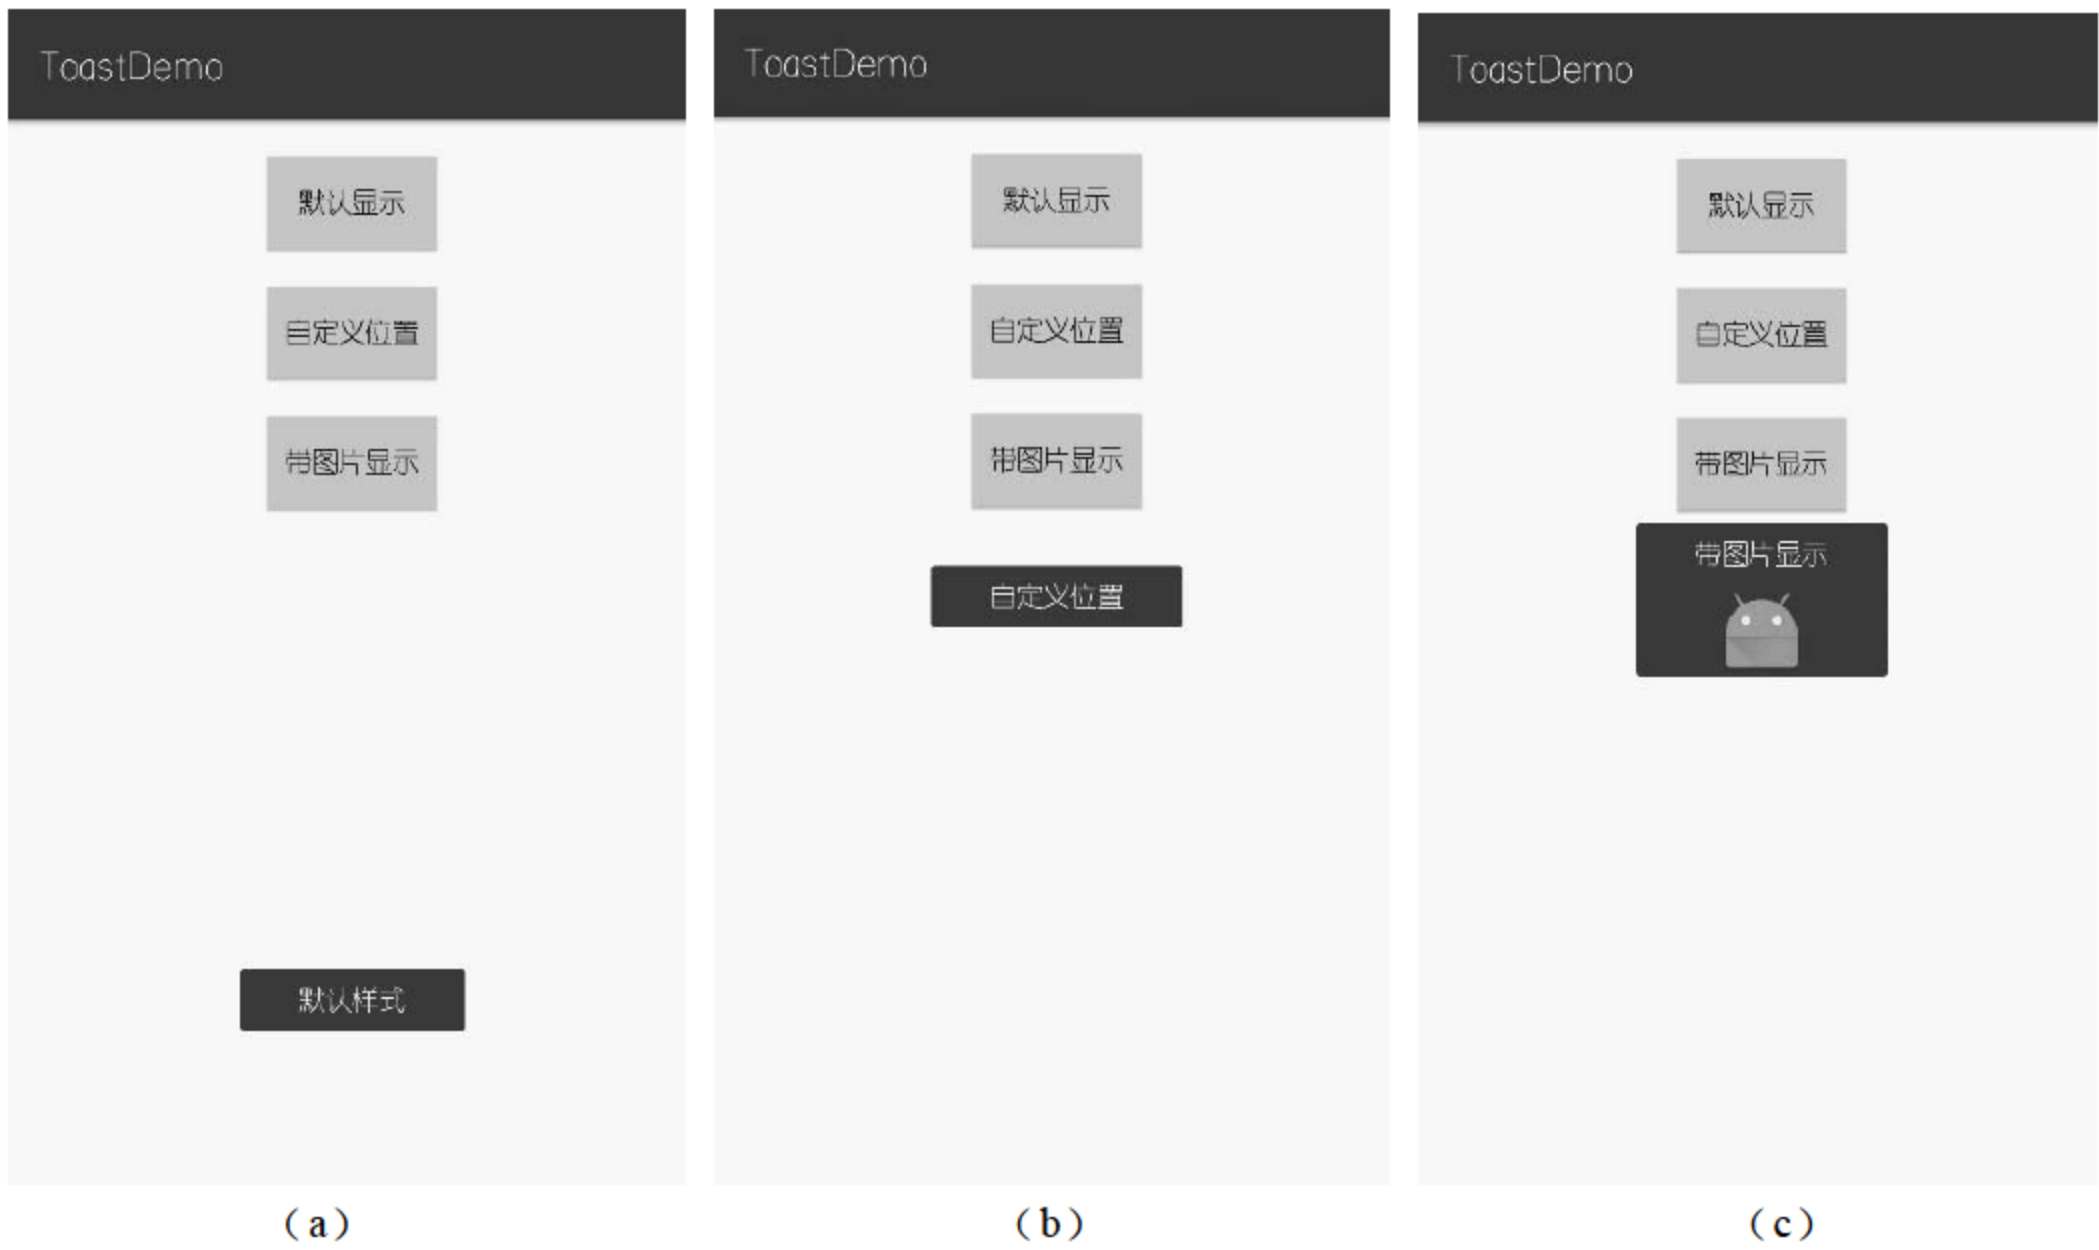 ToastDemo
默认显示
自定义位置
带图片显示
默认样式
(a)
ToastDemo
默认显示
自定义位置
带图片显示
自定义位置
(b)
ToastDemo
默认显示
自定义位置
带图片显示
带图片显示
(c)